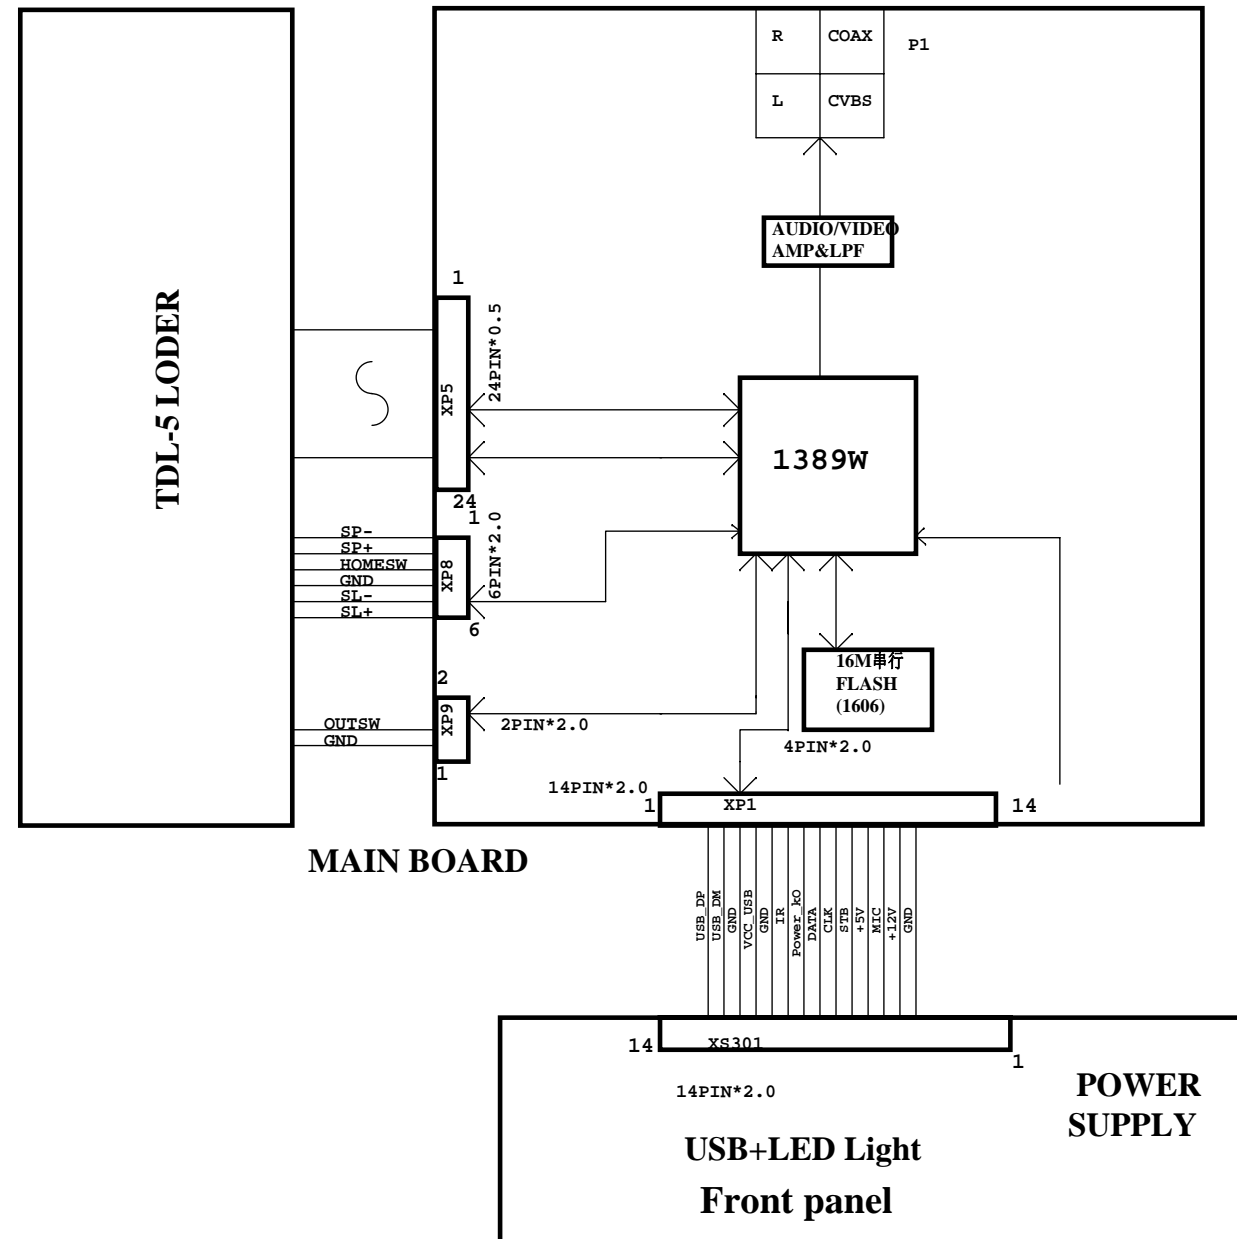 R
COAX
P1
L
CVBS
AUDIO/VIDEO
AMP&LPF
1
24PIN*0.5
XP5
TDL-5 LODER
1389W
24
1
6PIN*2.0
SP-
SP+
HOMESW
GND
SL-
SL+
XP8
6
16M串行
FLASH
(1606)
2
XP9
OUTSW
GND
2PIN*2.0
4PIN*2.0
1
14PIN*2.0
1
XP1
14
MAIN BOARD
USB_DP
USB_DM
GND
VCC_USB
GND
IR
Power_kO
DATA
CLK
STB
+5V
MIC
+12V
GND
14
XS301
1
14PIN*2.0
POWER
SUPPLY
USB+LED Light
Front panel